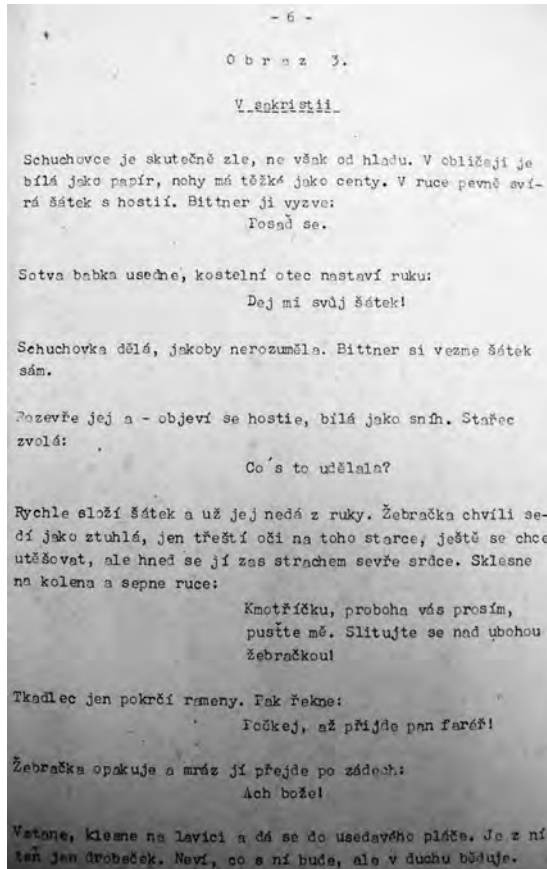 - 6 -
O b r a z   3.
V sakristii
Schuchovce je skutečně zle, ne však od hladu. V obličeji je
bílá jako papír, nohy má těžké jako centy. V ruce pevně sví-
rá šátek s hostií. Bittner ji vyzve:
Posaď se.
Sotva babka usedne, kostelní otec nastaví ruku:
Dej mi svůj šátek!
Schuchovka dělá, jakoby nerozuměla. Bittner si vezme šátek
sám.
Pozevře jej a - objeví se hostie, bílá jako sníh. Stařec
zvolá:
Co´s to udělala?
Rychle složí šátek a už jej nedá z ruky. Žebračka chvíli se-
dí jako ztuhlá, jen třeští oči na toho starce, ještě se chce
utěšovat, ale hned se jí zas strachem sevře srdce. Sklesne
na kolena a sepne ruce:
Kmotříčku, proboha vás prosím,
pusťte mě. Slitujte se nad ubohou
žebračkou!
Tkadlec jen pokrčí rameny. Pak řekne:
Počkej, až přijde pan farář!
Žebračka opakuje a mráz jí přejde po zádech:
Ach bože!
Vstane, klesne na lavici a dá se do usedavého pláče. Je z ní
teň jen drobeček. Neví, co s ní bude, ale v duchu běduje.